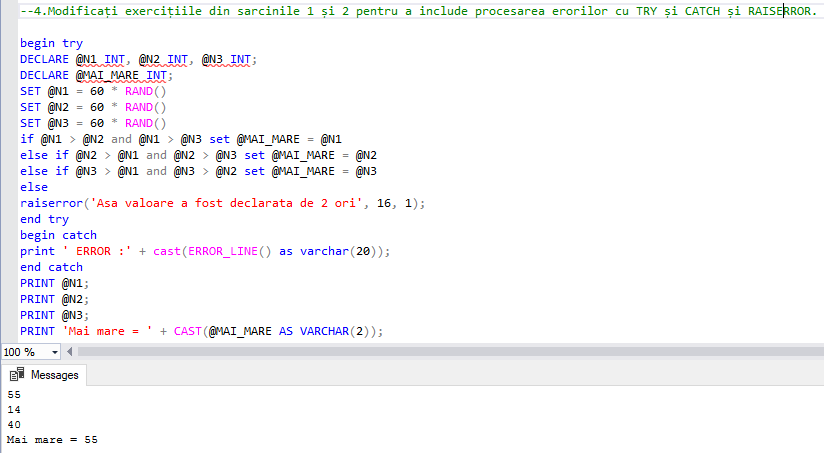 --4.Modificați exercițiile din sarcinile 1 și 2 pentru a include procesarea erorilor cu TRY și CATCH și RAISERROR.
begin try
DECLARE @N1 INT, @N2 INT, @N3 INT;
DECLARE @MAI_MARE INT;
SET @N1 = 60 * RAND()
SET @N2 = 60 * RAND()
SET @N3 = 60 * RAND()
if @N1 > @N2 and @N1 > @N3 set @MAI_MARE = @N1
else if @N2 > @N1 and @N2 > @N3 set @MAI_MARE = @N2
else if @N3 > @N1 and @N3 > @N2 set @MAI_MARE = @N3
else
raiserror('Asa valoare a fost declarata de 2 ori', 16, 1);
end try
begin catch
print ' ERROR :' + cast(ERROR_LINE() as varchar(20));
end catch
PRINT @N1;
PRINT @N2;
PRINT @N3;
PRINT 'Mai mare = ' + CAST(@MAI_MARE AS VARCHAR(2));
100 %
Messages
55
14
40
Mai mare = 55